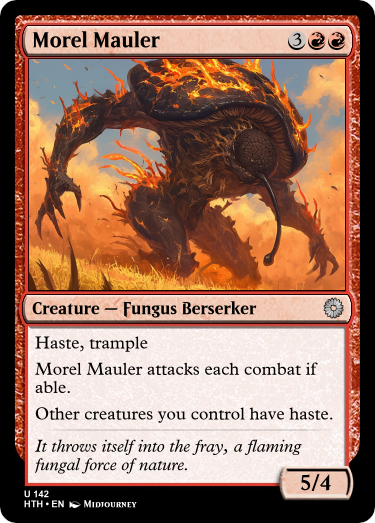 Morel Mauler 3
Creature — Fungus Berserker
Haste, trample
Morel Mauler attacks each combat if
able.
Other creatures you control have haste.
It throws itself into the fray, a flaming
fungal force of nature.
5/4
U 142
HTH • EN Midjourney